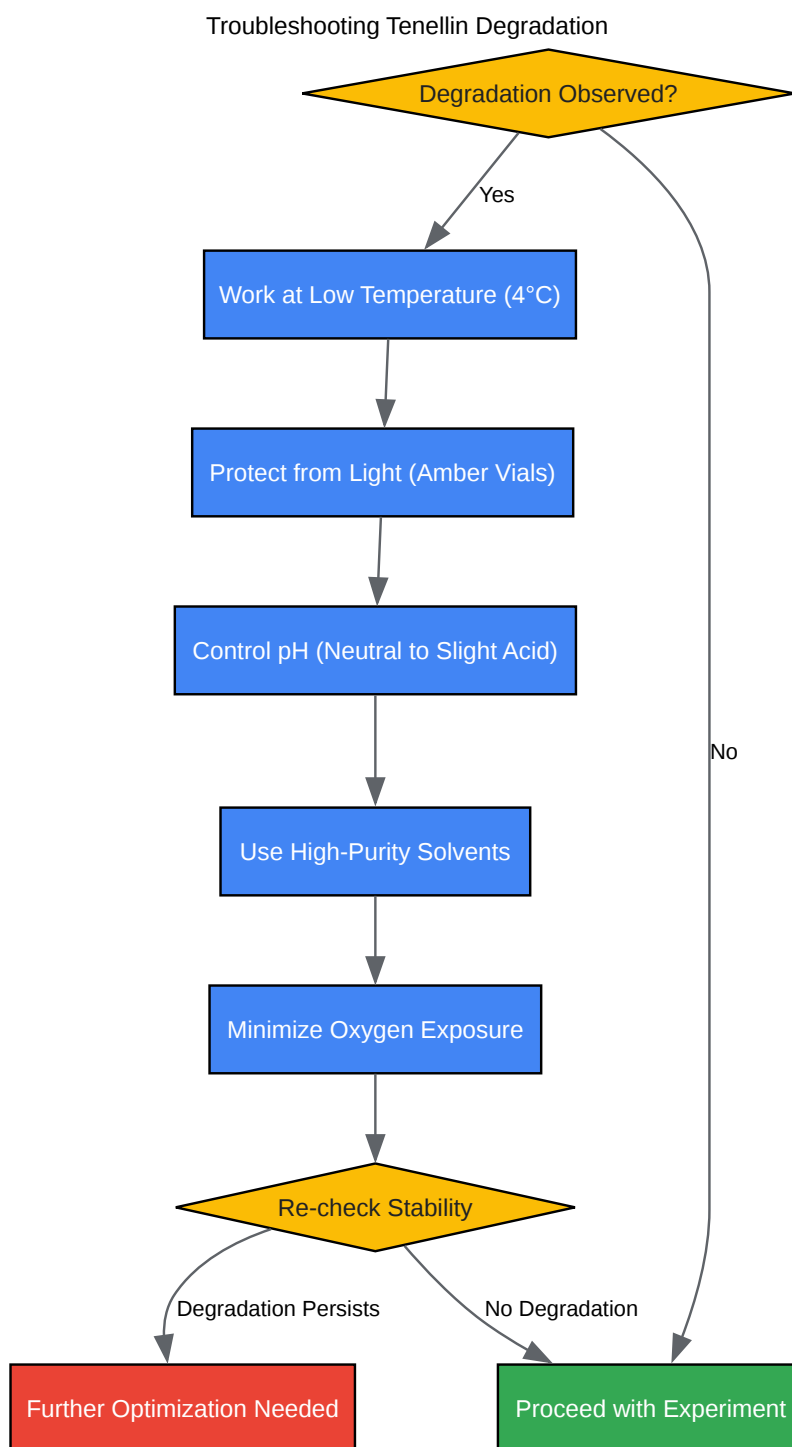 Troubleshooting Tenellin Degradation
Degradation Observed?
Yes
Work at Low Temperature (4°C)
Protect from Light (Amber Vials)
Control pH (Neutral to Slight Acid)
No
Use High-Purity Solvents
Minimize Oxygen Exposure
Re-check Stability
Degradation Persists
No Degradation
Further Optimization Needed
Proceed with Experiment